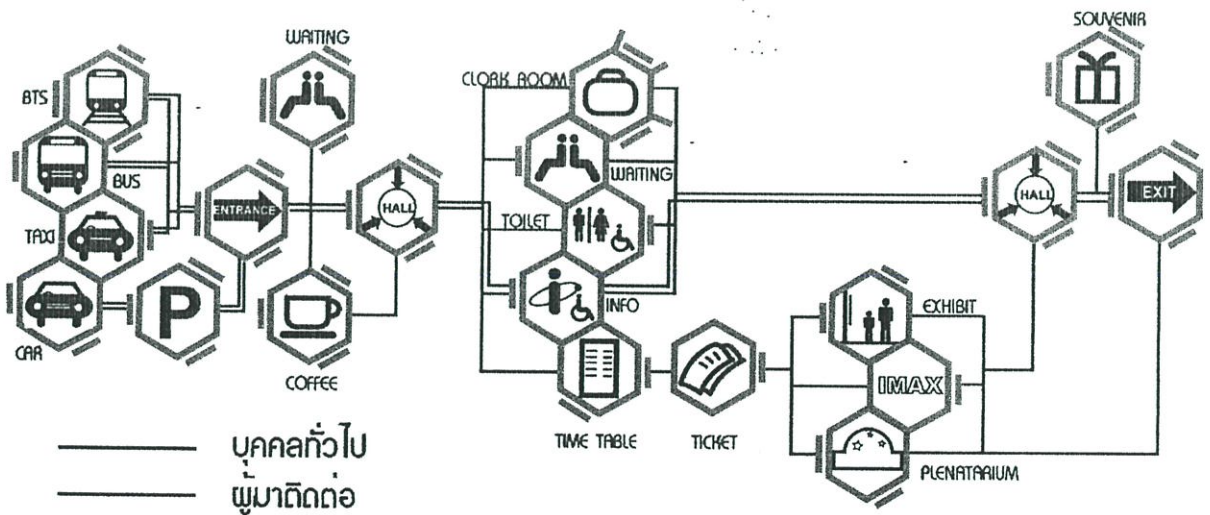 BTS
BUS
TAXI
CAR
P
ENTRANCE
WAITING
COFFEE
HALL
CLORK ROOM
WAITING
TOILET
INFO
TIME TABLE
TICKET
EXHIBIT
IMAX
PLENATARIUM
HALL
SOUVENIR
EXIT
บุคคลทั่วไป
ผู้มาติดต่อ